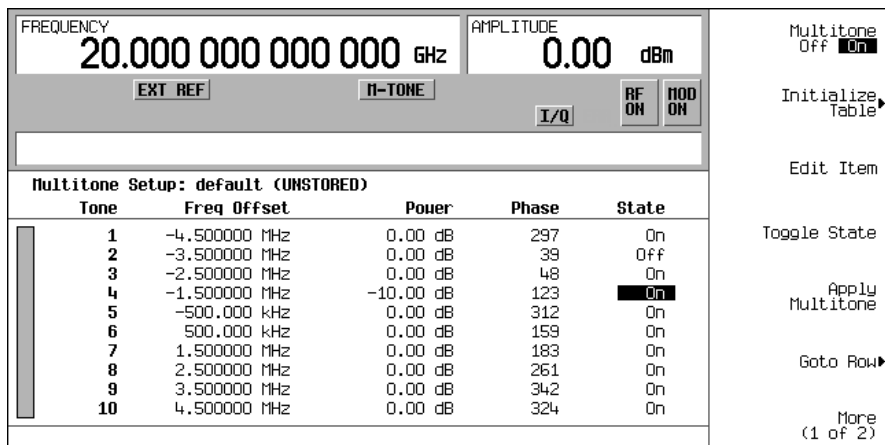 FREQUENCY
20.000 000 000 000 GHz
AMPLITUDE
0.00 dBm
EXT REF
M-TONE
I/Q
RF ON
MOD ON
Multitone Setup: default (UNSTORED)
Tone Freq Offset Power Phase State
1 -4.500000 MHz 0.00 dB 297 On
2 -3.500000 MHz 0.00 dB 39 Off
3 -2.500000 MHz 0.00 dB 48 On
4 -1.500000 MHz -10.00 dB 123 On
5 -500.000 kHz 0.00 dB 312 On
6 500.000 kHz 0.00 dB 159 On
7 1.500000 MHz 0.00 dB 183 On
8 2.500000 MHz 0.00 dB 261 On
9 3.500000 MHz 0.00 dB 342 On
10 4.500000 MHz 0.00 dB 324 On
Multitone
Off On
Initialize
Table
Edit Item
Toggle State
Apply
Multitone
Goto Row
More
(1 of 2)